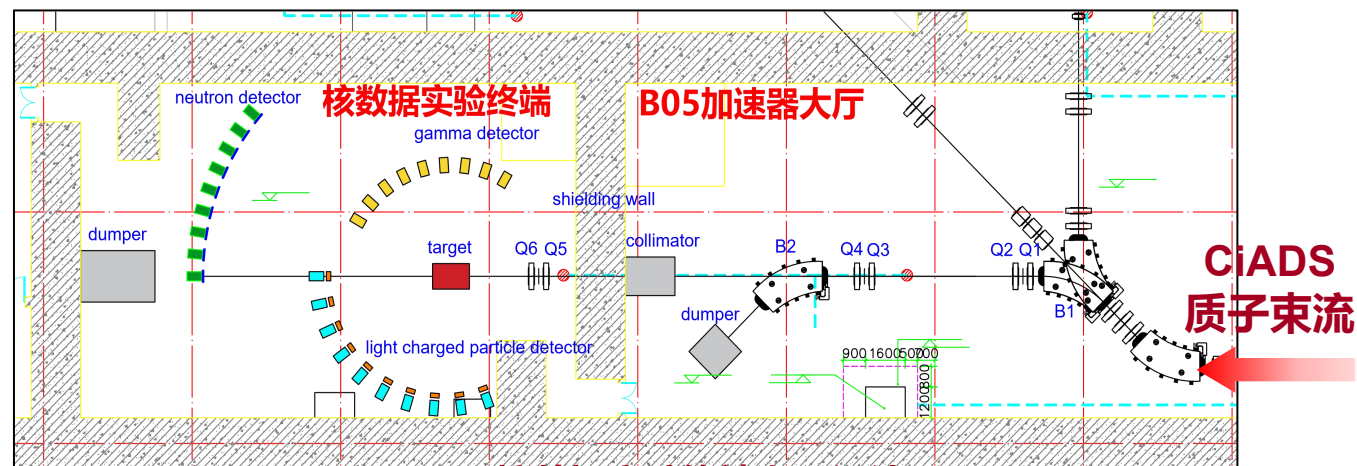 核数据实验终端
B05加速器大厅
neutron detector
gamma detector
shielding wall
dumper
target
Q6 Q5
collimator
B2
Q4 Q3
Q2 Q1
B1
dumper
light charged particle detector
CiADS
质子束流
900 1600 500 700
800
1200